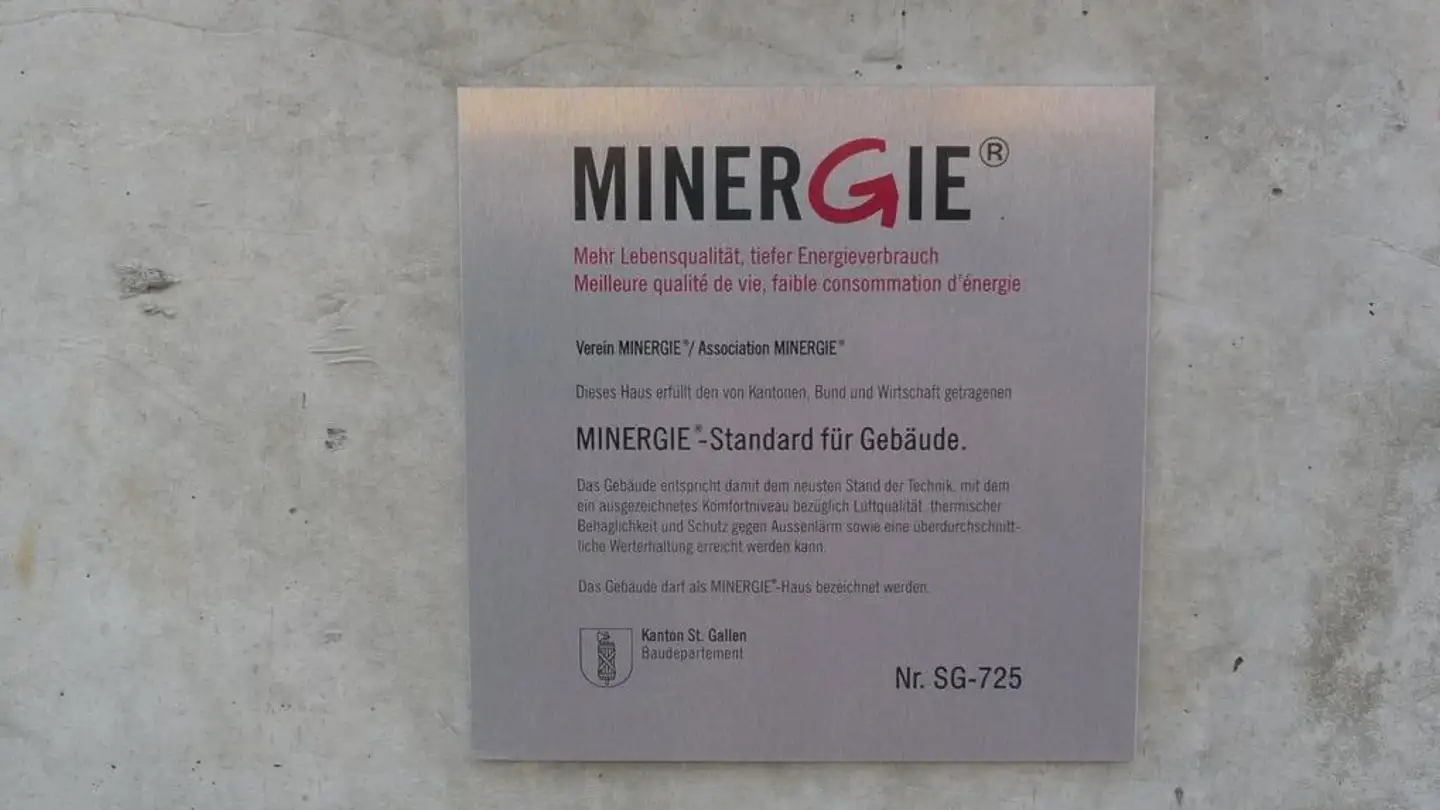 MINERGIE®
Mehr Lebensqualität, tiefer Energieverbrauch
Meilleure qualité de vie, faible consommation d'énergie
Verein MINERGIE®/ Association MINERGIE®
Dieses Haus erfüllt den von Kantonen, Bund und Wirtschaft getragenen
MINERGIE®-Standard für Gebäude.
Das Gebäude entspricht damit dem neusten Stand der Technik, mit dem
ein ausgezeichnetes Komfortniveau bezüglich Luftqualität, thermischer
Behaglichkeit und Schutz gegen Aussenlärm sowie eine überdurchschnitt-
liche Werterhaltung erreicht werden kann.
Das Gebäude darf als MINERGIE®-Haus bezeichnet werden.
Kanton St. Gallen
Baudepartement
Nr. SG-725